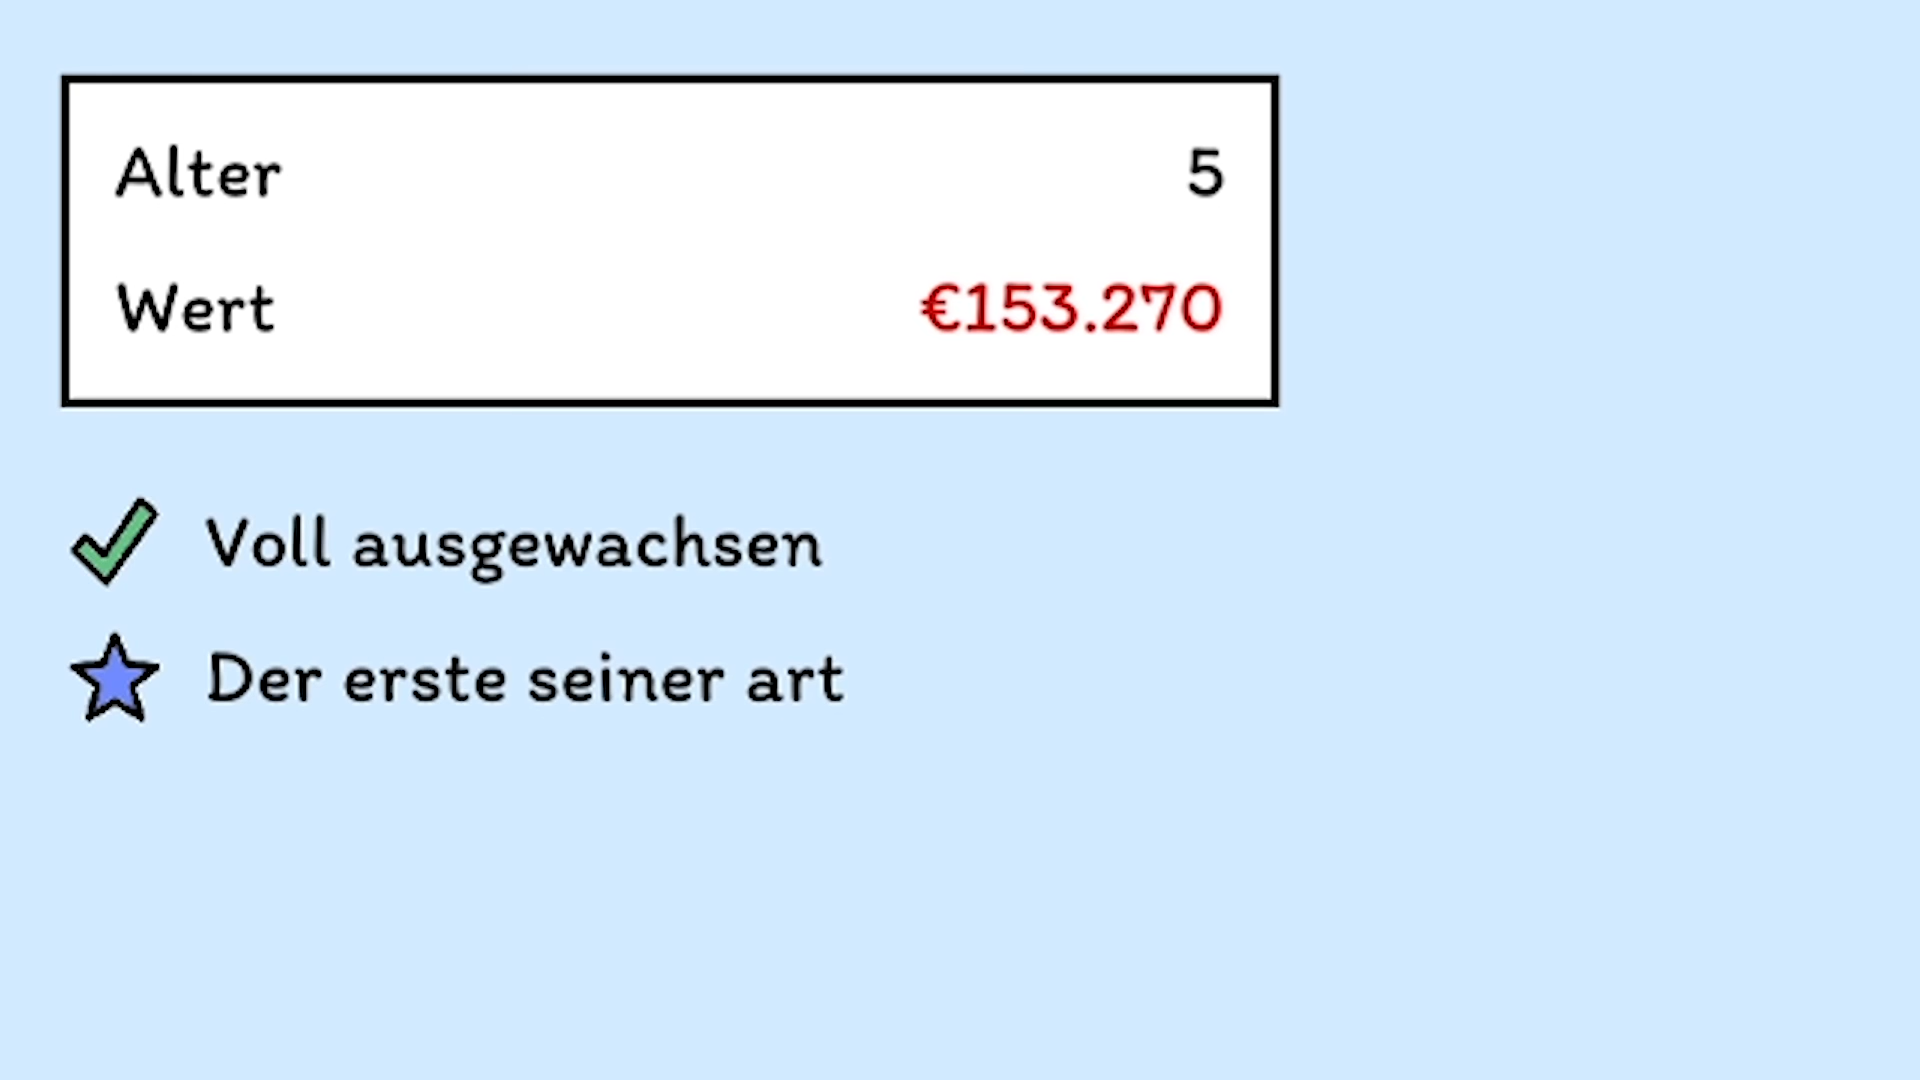 Alter 5
Wert €153.270
Voll ausgewachsen
Der erste seiner art